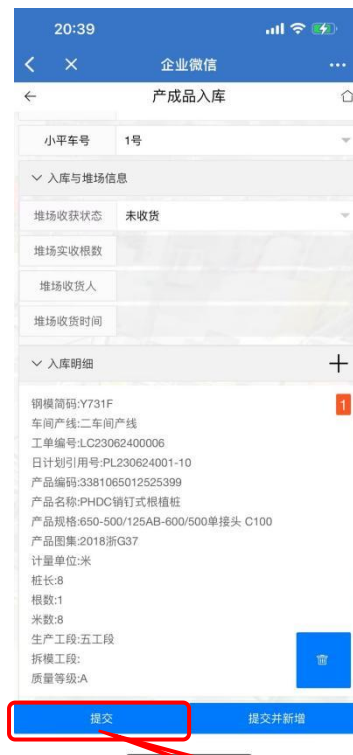 20:39
企业微信
产成品入库
小平车号 1号
入库与堆场信息
堆场收获状态 未收货
堆场实收根数
堆场收货人
堆场收货时间
入库明细
1
钢模简码:Y731F
车间产线:二车间产线
工单编号:LC23062400006
日计划引用号:PL230624001-10
产品编码:3381065012525399
产品名称:PHDC销钉式根植桩
产品规格:650-500/125AB-600/500单接头 C100
产品图集:2018浙G37
计量单位:米
桩长:8
根数:1
米数:8
生产工段:五工段
拆模工段:
质量等级:A
提交 提交并新增